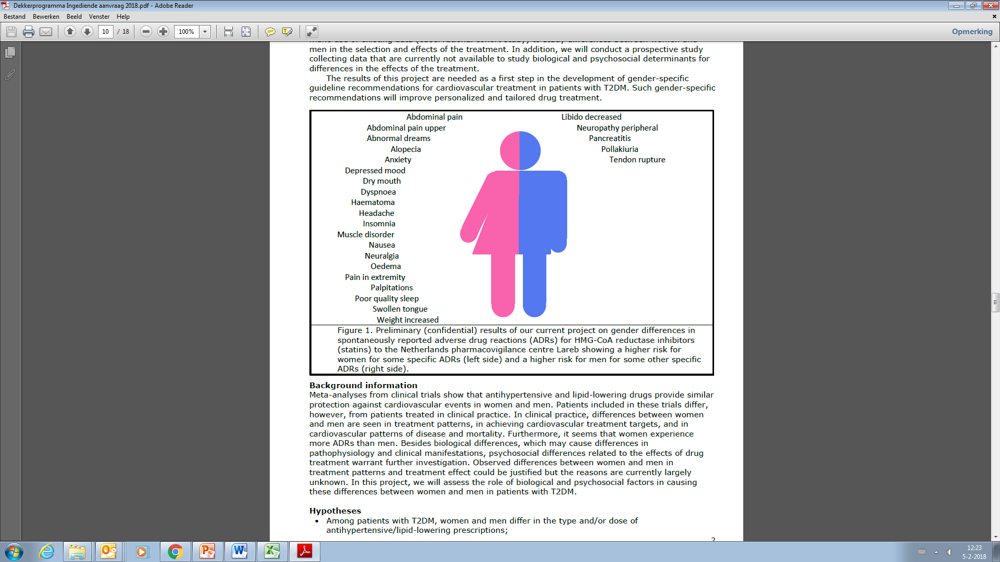 Dekkerprogramma Ingediende aanvraag 2018.pdf - Adobe Reader
Bestand Bewerken Beeld Venster Help
10 / 18 100% Opmerking
men in the selection and effects of the treatment. In addition, we will conduct a prospective study
collecting data that are currently not available to study biological and psychosocial determinants for
differences in the effects of the treatment.
The results of this project are needed as a first step in the development of gender-specific
guideline recommendations for cardiovascular treatment in patients with T2DM. Such gender-specific
recommendations will improve personalized and tailored drug treatment.
Abdominal pain Libido decreased
Abdominal pain upper Neuropathy peripheral
Abnormal dreams Pancreatitis
Alopecia Pollakiuria
Anxiety Tendon rupture
Depressed mood
Dry mouth
Dyspnoea
Haematoma
Headache
Insomnia
Muscle disorder
Nausea
Neuralgia
Oedema
Pain in extremity
Palpitations
Poor quality sleep
Swollen tongue
Weight increased
Figure 1. Preliminary (confidential) results of our current project on gender differences in
spontaneously reported adverse drug reactions (ADRs) for HMG-CoA reductase inhibitors
(statins) to the Netherlands pharmacovigilance centre Lareb showing a higher risk for
women for some specific ADRs (left side) and a higher risk for men for some other specific
ADRs (right side).
Background information
Meta-analyses from clinical trials show that antihypertensive and lipid-lowering drugs provide similar
protection against cardiovascular events in women and men. Patients included in these trials differ,
however, from patients treated in clinical practice. In clinical practice, differences between women
and men are seen in treatment patterns, in achieving cardiovascular treatment targets, and in
cardiovascular patterns of disease and mortality. Furthermore, it seems that women experience
more ADRs than men. Besides biological differences, which may cause differences in
pathophysiology and clinical manifestations, psychosocial differences related to the effects of drug
treatment warrant further investigation. Observed differences between women and men in
treatment patterns and treatment effect could be justified but the reasons are currently largely
unknown. In this project, we will assess the role of biological and psychosocial factors in causing
these differences between women and men in patients with T2DM.
Hypotheses
• Among patients with T2DM, women and men differ in the type and/or dose of
antihypertensive/lipid-lowering prescriptions;
12:23
5-2-2018